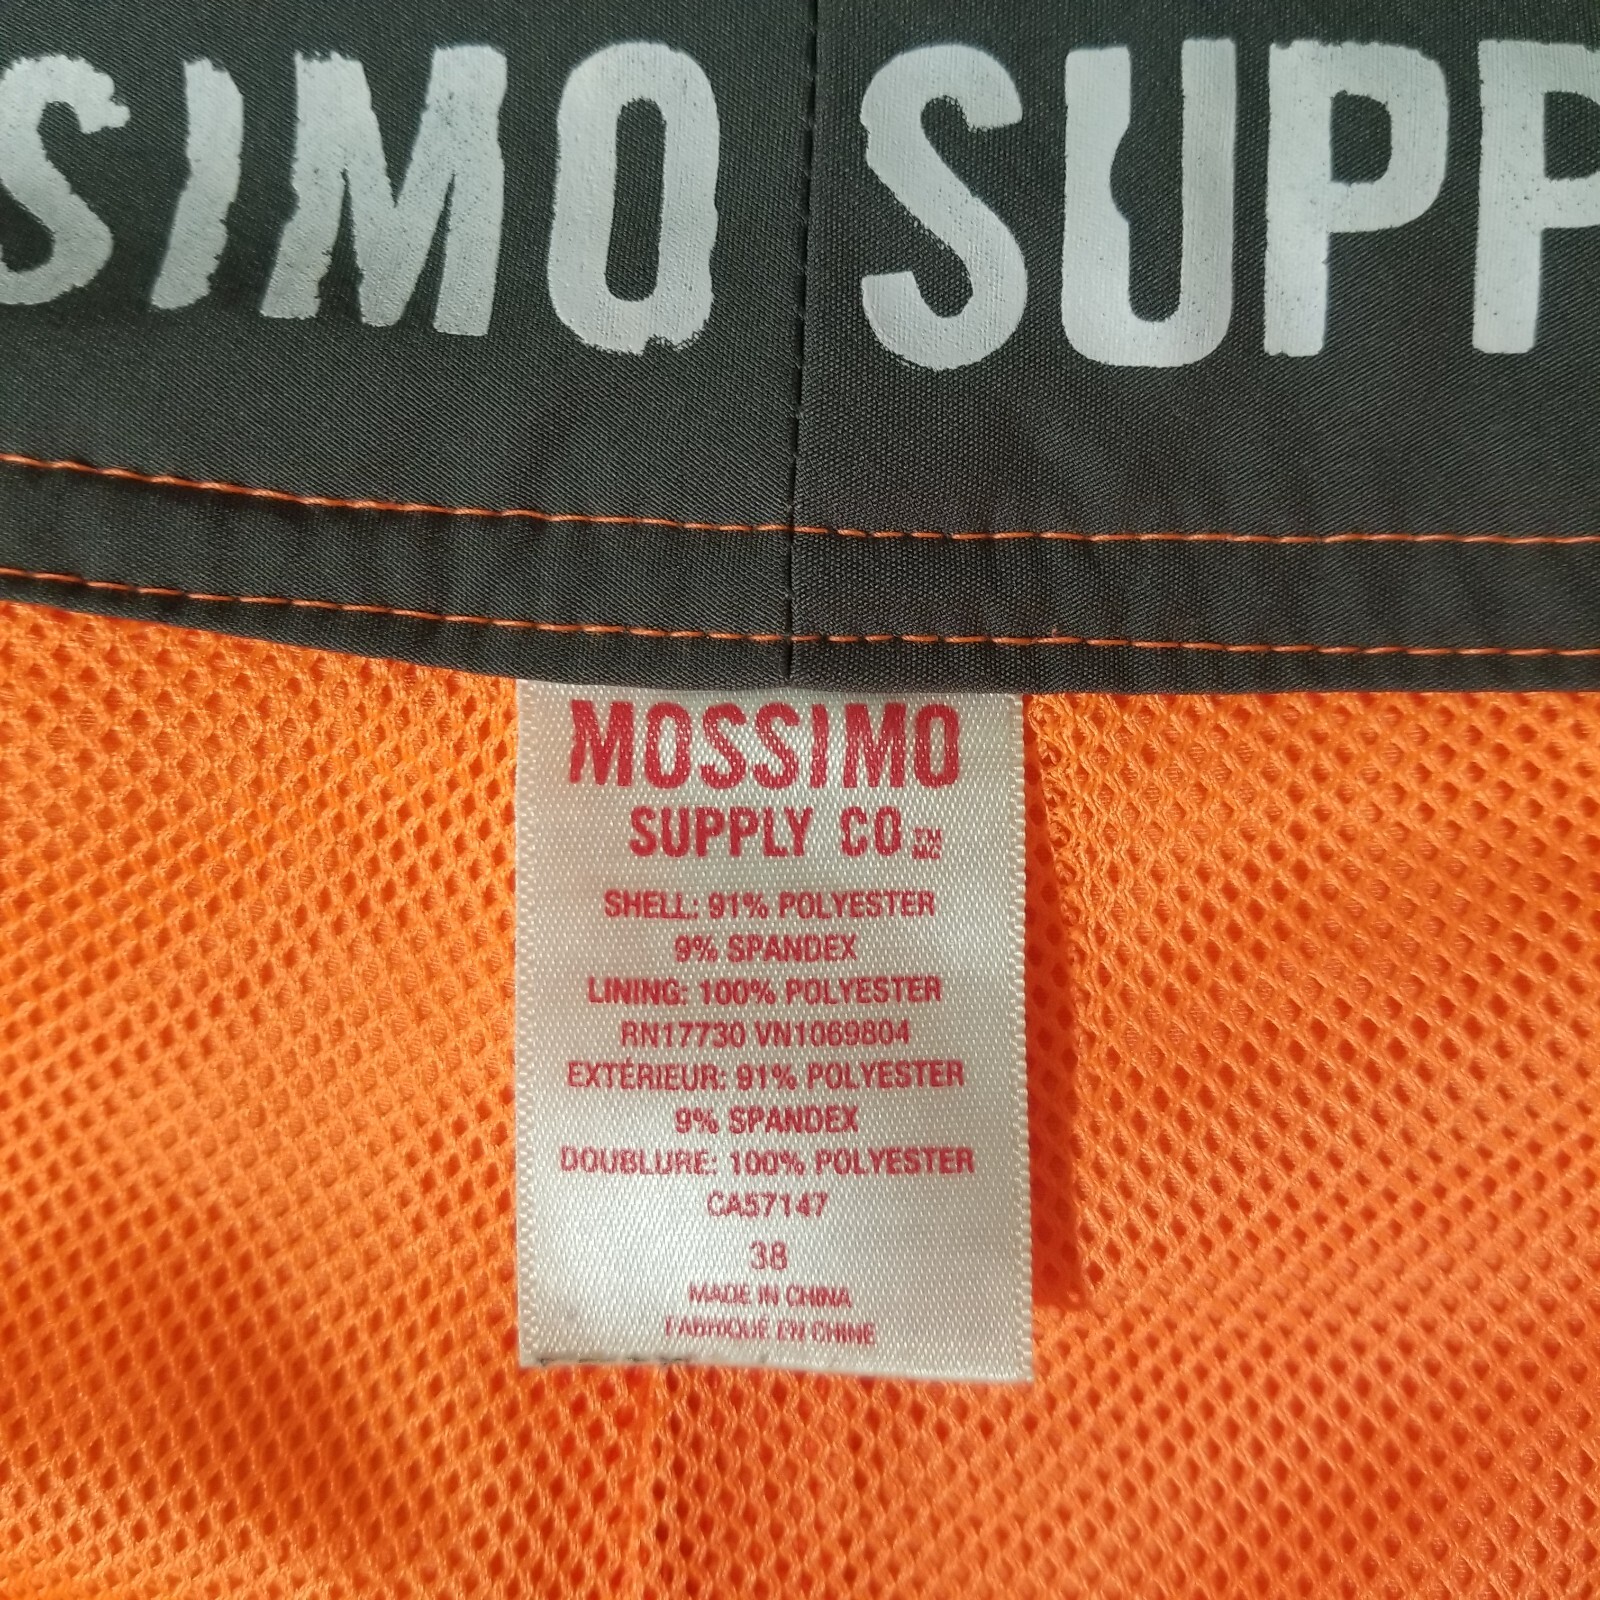 SIMO SUPP
MOSSIMO
SUPPLY CO.™
SHELL: 91% POLYESTER
9% SPANDEX
LINING: 100% POLYESTER
RN17730 VN1069804
EXTÉRIEUR: 91% POLYESTER
9% SPANDEX
DOUBLURE: 100% POLYESTER
CA57147
38
MADE IN CHINA
FABRIQUÉ EN CHINE